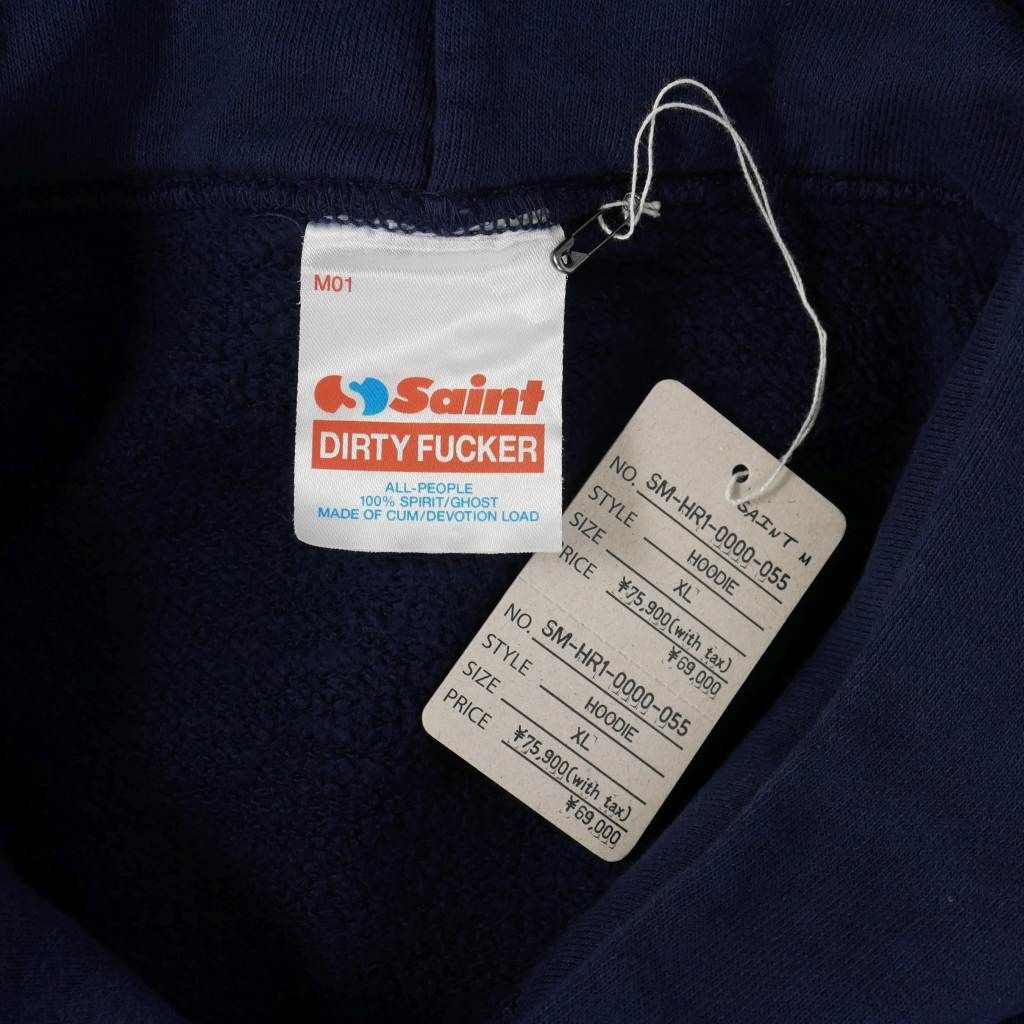 M01
Saint
DIRTY FUCKER
ALL-PEOPLE
100% SPIRIT/GHOST
MADE OF CUM/DEVOTION LOAD
SAINT M
NO. SM-HR1-0000-055
STYLE HOODIE
SIZE XL
RICE ¥75,900(with tax)
¥69,000
NO. SM-HR1-0000-055
STYLE HOODIE
SIZE XL
PRICE ¥75,900(with tax)
¥69,000